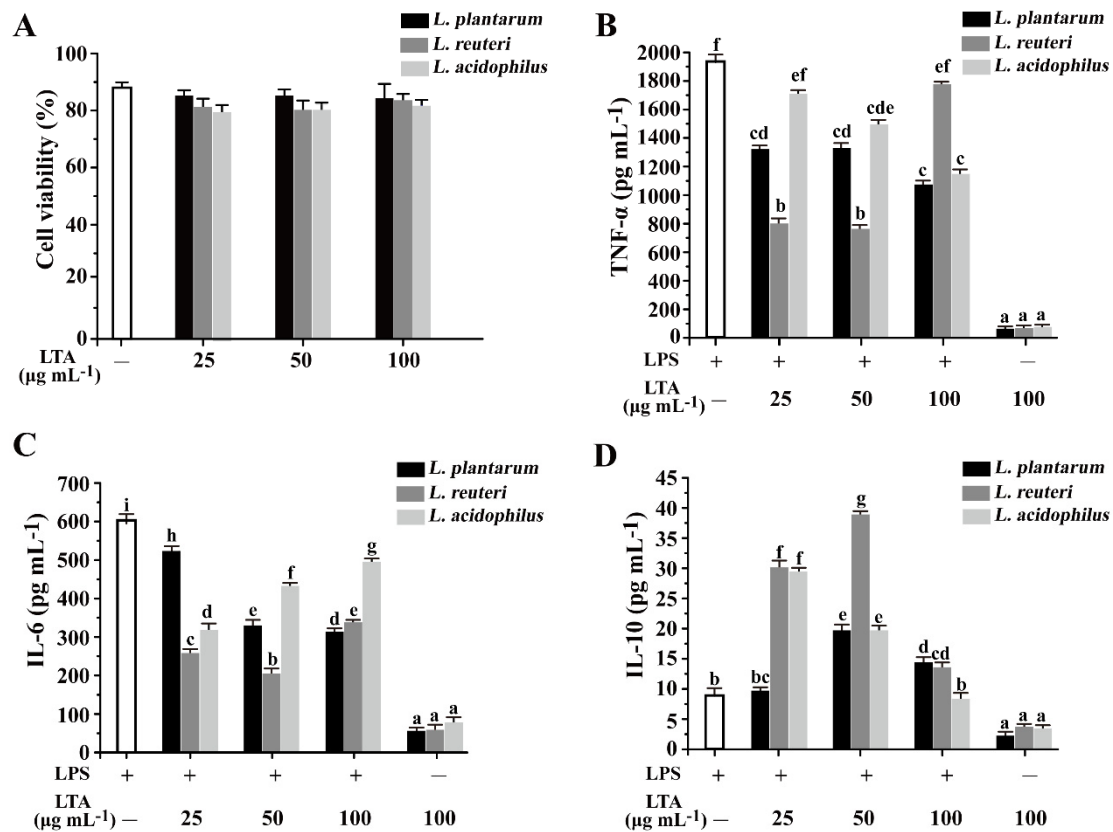 A
L. plantarum
L. reuteri
L. acidophilus
Cell viability (%)
100
80
60
40
20
0
LTA
(µg mL-1)
— 25 50 100
B
L. plantarum
L. reuteri
L. acidophilus
TNF-α (pg mL-1)
2000
1800
1600
1400
1200
1000
800
600
400
200
0
f
cd b ef
cd b cde
c ef c
a a a
LPS + + + + —
LTA
(µg mL-1) — 25 50 100 100
C
L. plantarum
L. reuteri
L. acidophilus
IL-6 (pg mL-1)
700
600
500
400
300
200
100
0
i
h c d
e b f
d e g
a a a
LPS + + + + —
LTA
(µg mL-1) — 25 50 100 100
D
L. plantarum
L. reuteri
L. acidophilus
IL-10 (pg mL-1)
45
40
35
30
25
20
15
10
5
0
b
bc f f
e g e
d cd b
a a a
LPS + + + + —
LTA
(µg mL-1) — 25 50 100 100